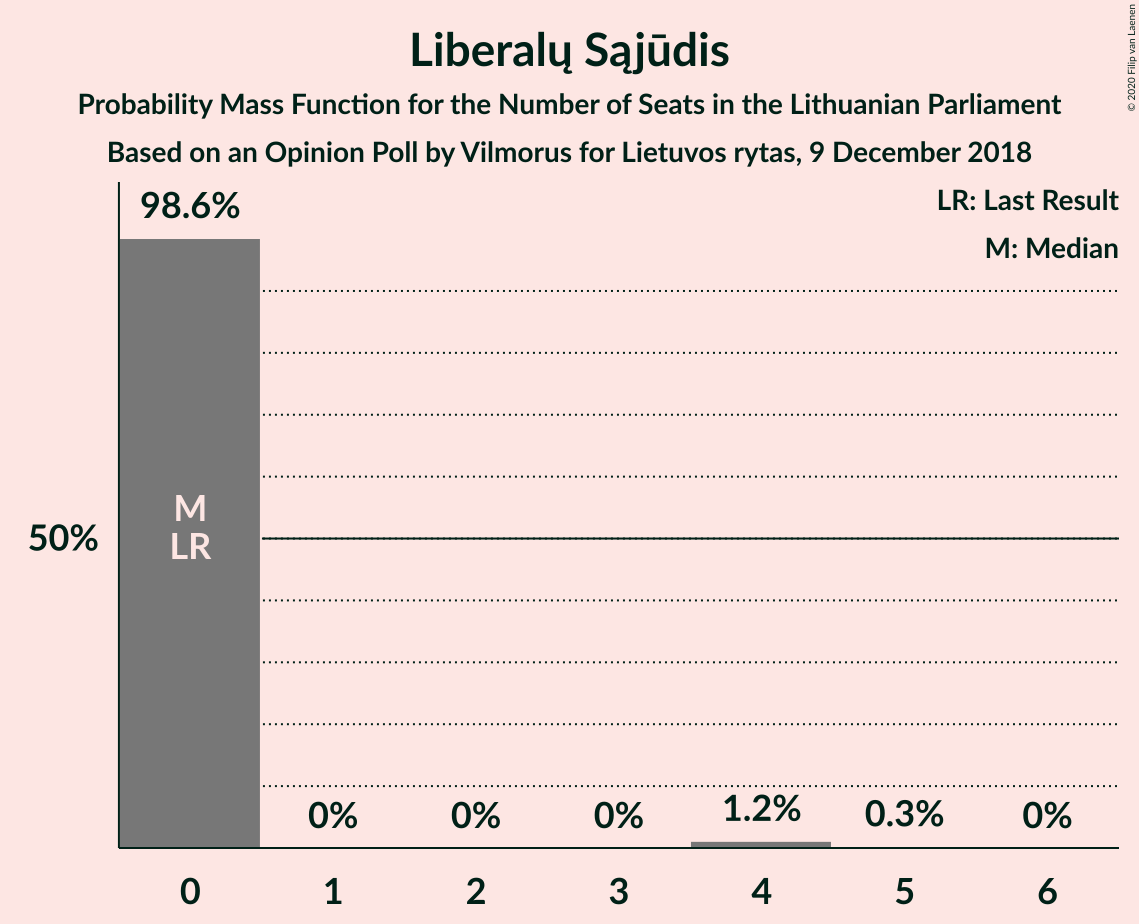 Liberalų Sąjūdis
Probability Mass Function for the Number of Seats in the Lithuanian Parliament
Based on an Opinion Poll by Vilmorus for Lietuvos rytas, 9 December 2018
© 2020 Filip van Laenen
LR: Last Result
M: Median
98.6%
M
LR
50%
0%
0%
0%
1.2%
0.3%
0%
0
1
2
3
4
5
6